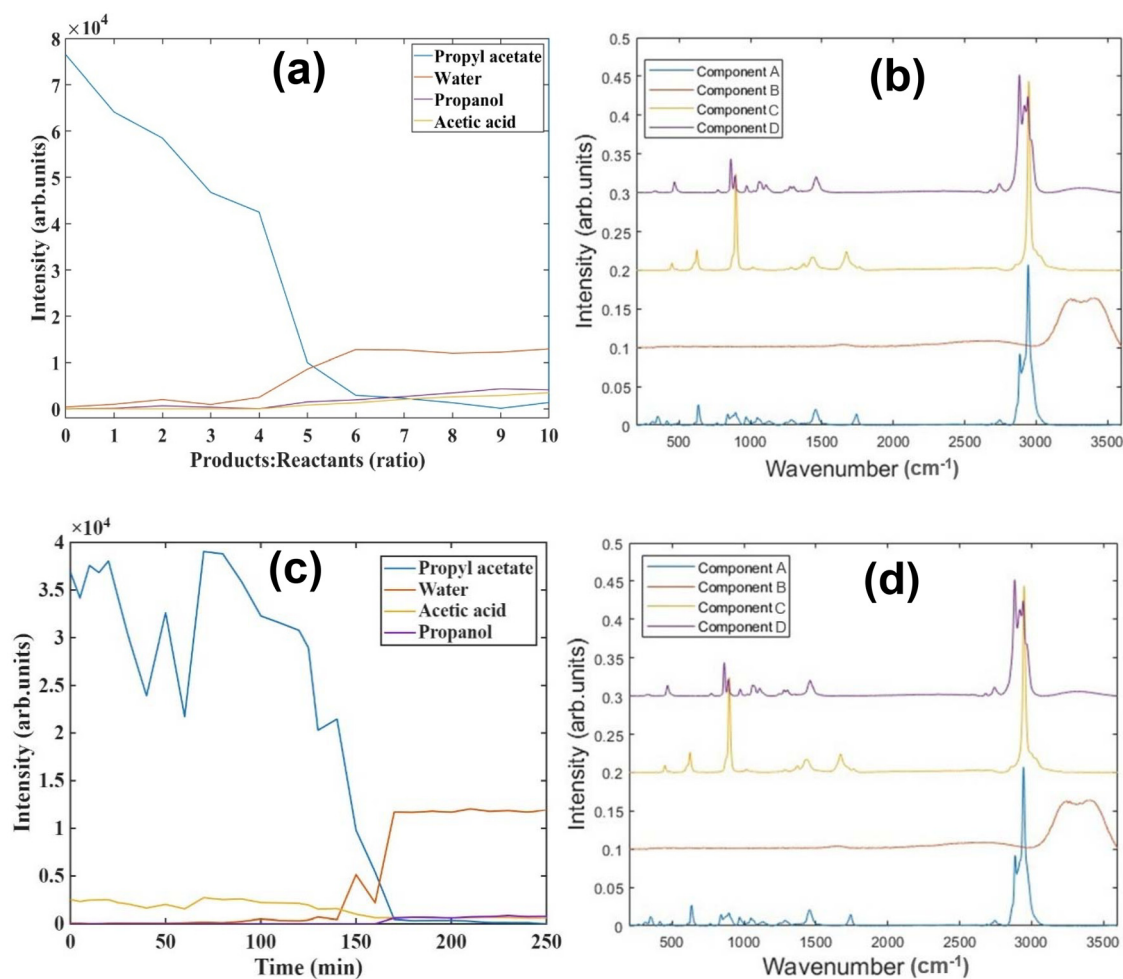 (a)
×10⁴
8
7
6
5
4
3
2
1
0
Intensity (arb.units)
0 1 2 3 4 5 6 7 8 9 10
Products:Reactants (ratio)
Propyl acetate
Water
Propanol
Acetic acid
(b)
0.5
0.45
0.4
0.35
0.3
0.25
0.2
0.15
0.1
0.05
0
Intensity (arb.units)
500 1000 1500 2000 2500 3000 3500
Wavenumber (cm⁻¹)
Component A
Component B
Component C
Component D
(c)
×10⁴
4
3.5
3
2.5
2
1.5
1
0.5
0
Intensity (arb.units)
0 50 100 150 200 250
Time (min)
Propyl acetate
Water
Acetic acid
Propanol
(d)
0.5
0.45
0.4
0.35
0.3
0.25
0.2
0.15
0.1
0.05
0
Intensity (arb.units)
500 1000 1500 2000 2500 3000 3500
Wavenumber (cm⁻¹)
Component A
Component B
Component C
Component D